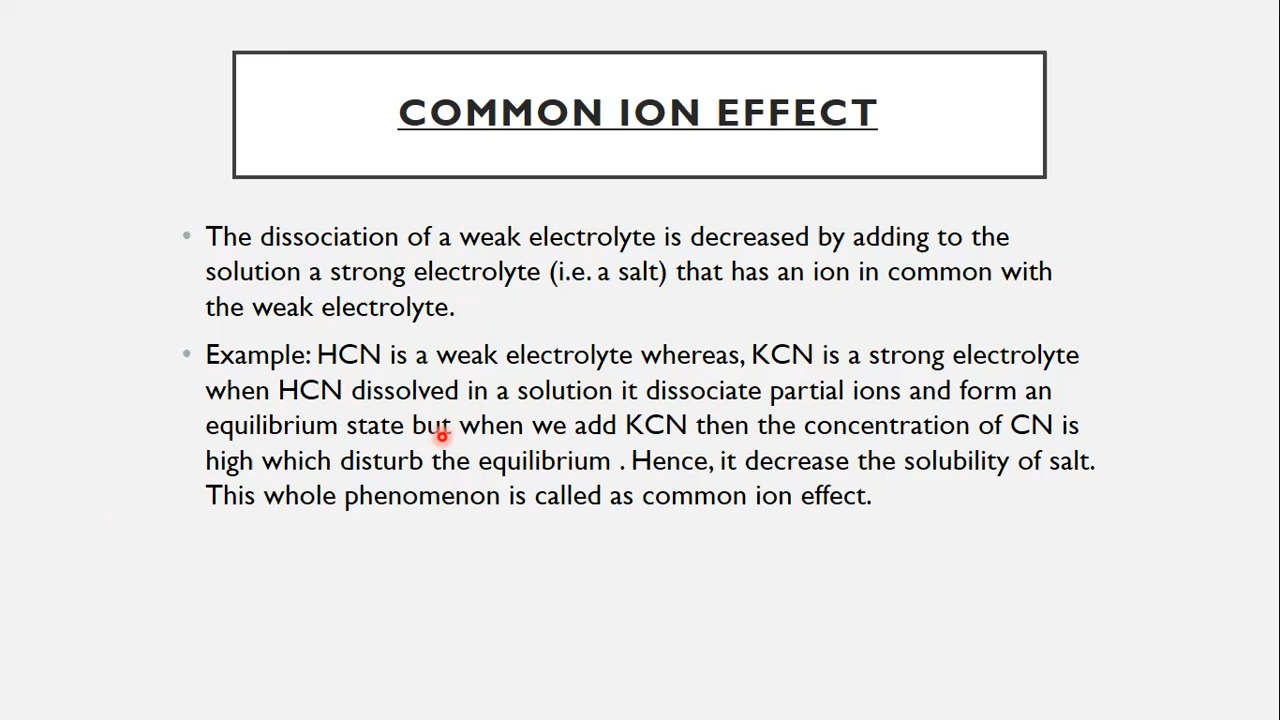 COMMON ION EFFECT
• The dissociation of a weak electrolyte is decreased by adding to the
solution a strong electrolyte (i.e. a salt) that has an ion in common with
the weak electrolyte.
• Example: HCN is a weak electrolyte whereas, KCN is a strong electrolyte
when HCN dissolved in a solution it dissociate partial ions and form an
equilibrium state but when we add KCN then the concentration of CN is
high which disturb the equilibrium . Hence, it decrease the solubility of salt.
This whole phenomenon is called as common ion effect.